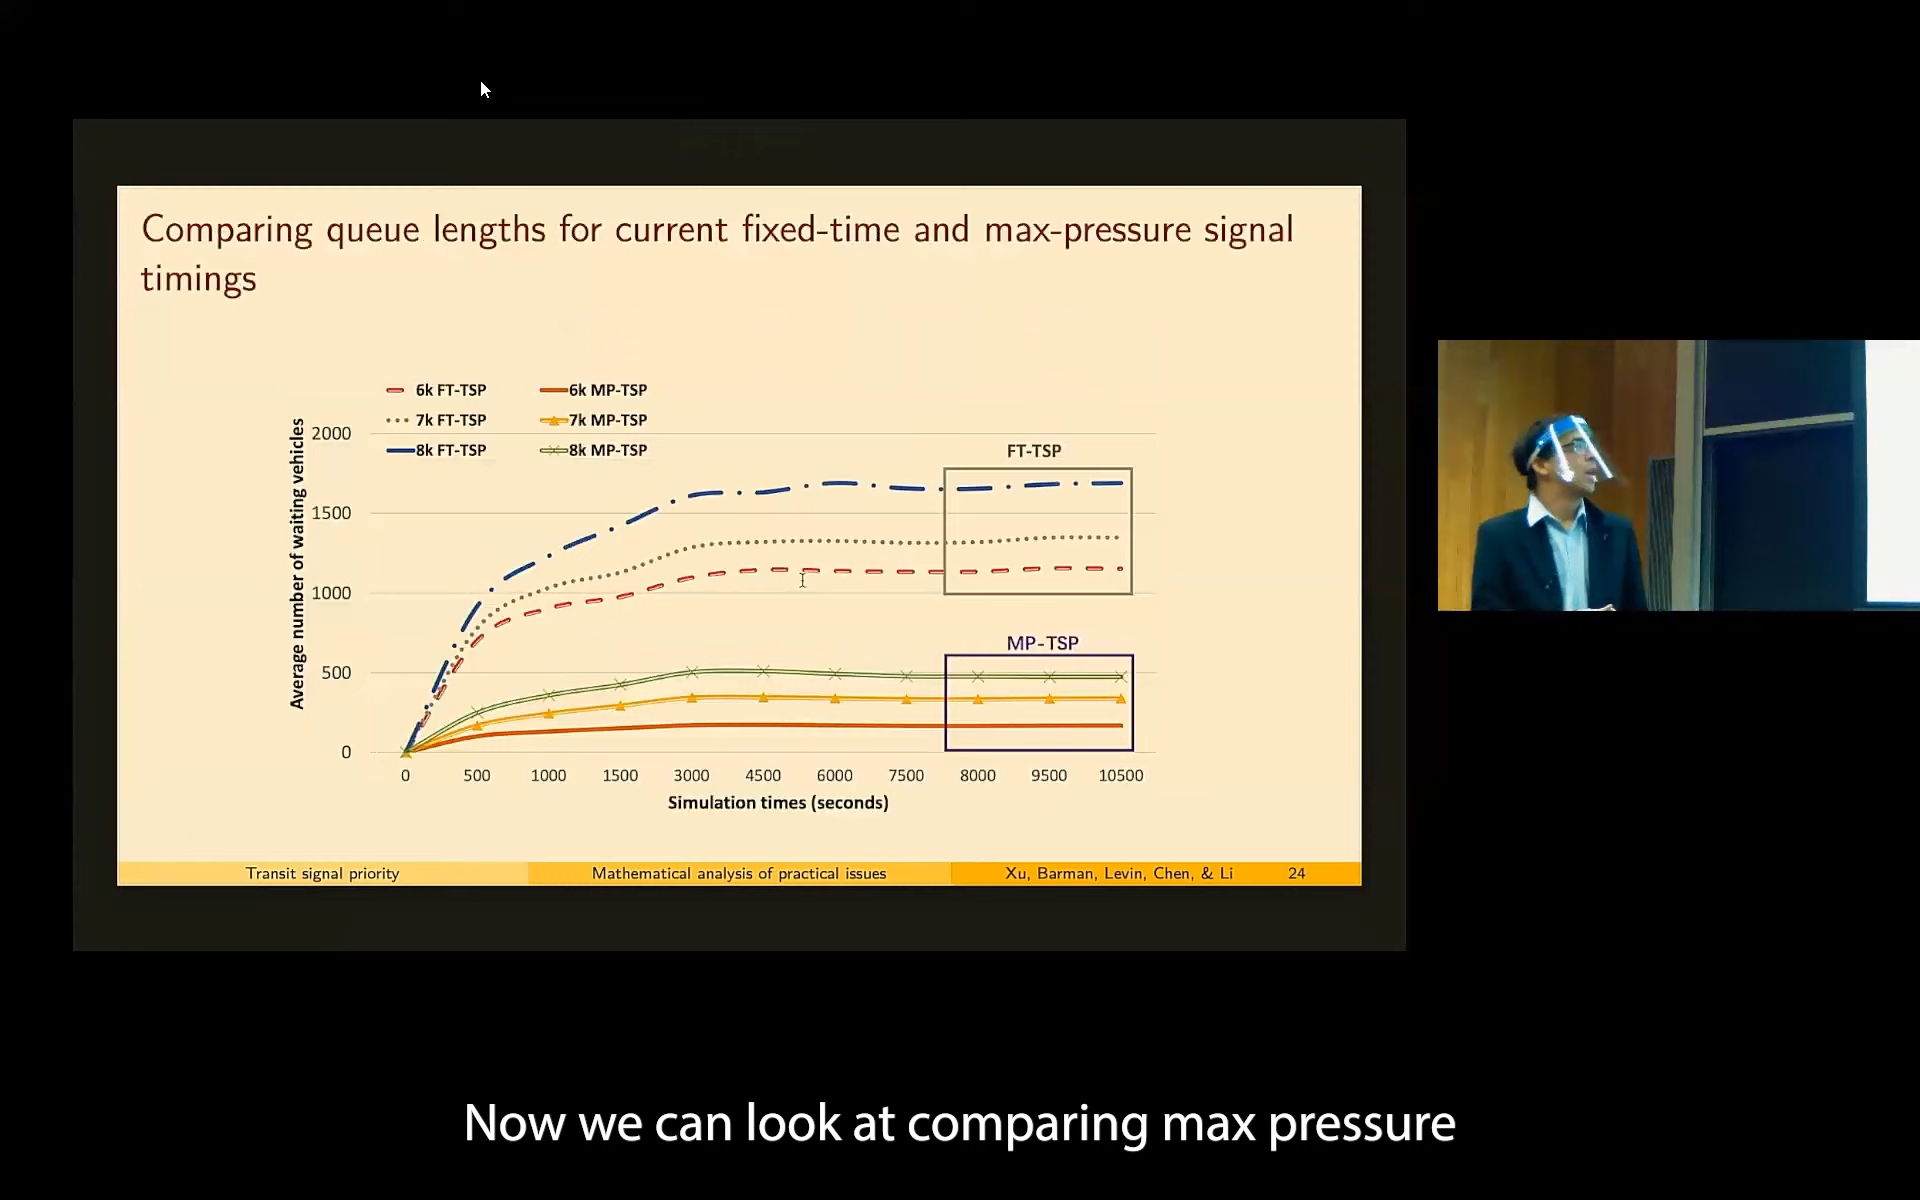 Comparing queue lengths for current fixed-time and max-pressure signal
timings
6k FT-TSP
6k MP-TSP
7k FT-TSP
7k MP-TSP
8k FT-TSP
8k MP-TSP
Average number of waiting vehicles
2000
1500
1000
500
0
FT-TSP
MP-TSP
0 500 1000 1500 3000 4500 6000 7500 8000 9500 10500
Simulation times (seconds)
Transit signal priority
Mathematical analysis of practical issues
Xu, Barman, Levin, Chen, & Li 24
Now we can look at comparing max pressure